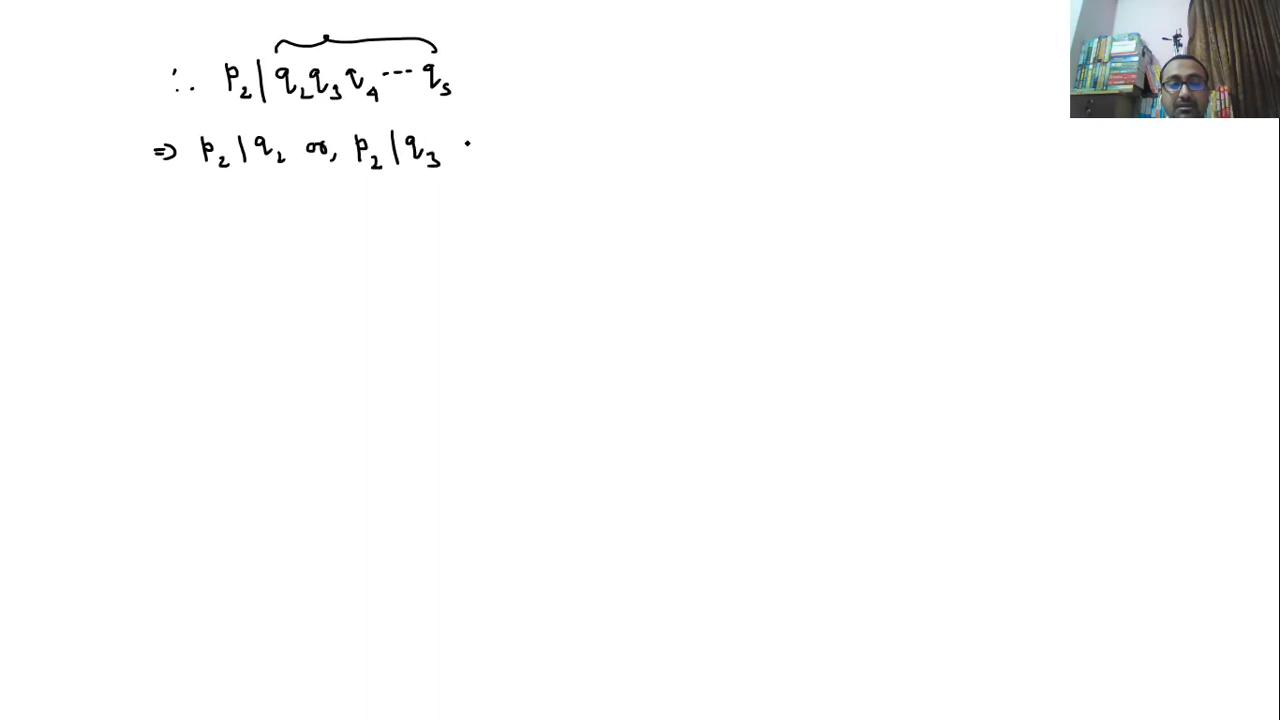 ∴ p₂ | q₂q₃q₄ --- qₛ
⇒ p₂ | q₂ or, p₂ | q₃ .